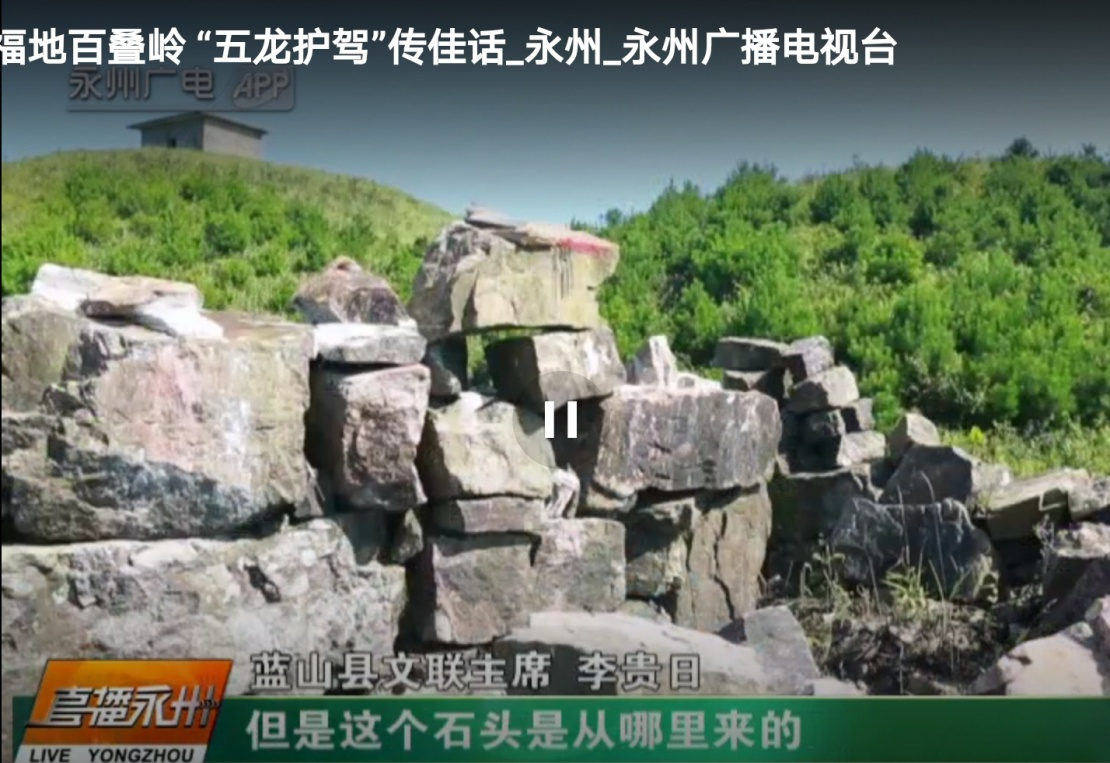 福地百叠岭 “五龙护驾”传佳话_永州_永州广播电视台
永州广电 APP
蓝山县文联主席 李贵日
直播永州
但是这个石头是从哪里来的
LIVE YONGZHOU